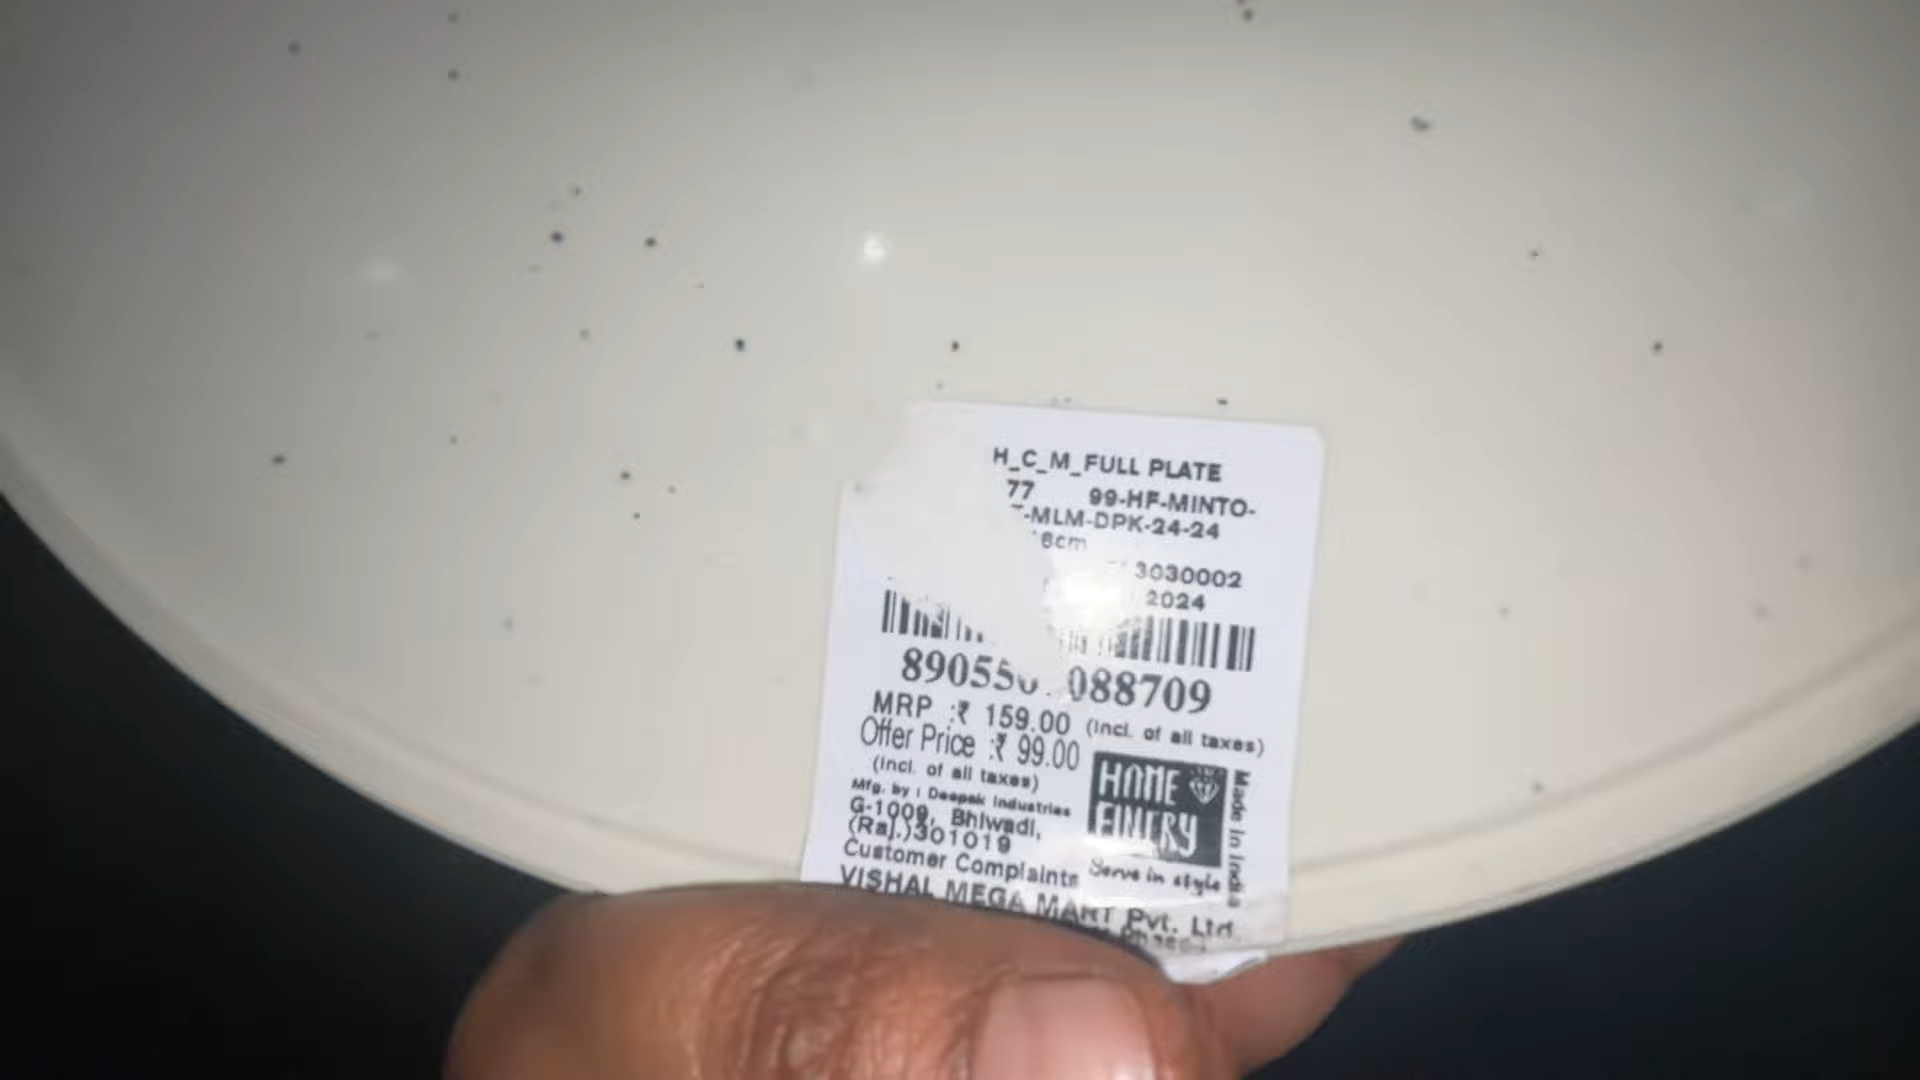 H_C_M_FULL PLATE
77 99-HF-MINTO-
-MLM-DPK-24-24
8cm
3030002
2024
890550 088709
MRP :₹ 159.00 (Incl. of all taxes)
Offer Price :₹ 99.00
(Incl. of all taxes)
Mfg. by : Deepak Industries
G-1009, Bhiwadi,
(Raj.)301019
Customer Complaints
VISHAL MEGA MART Pvt. Ltd.
HOME
FINERY
Serve in style
Made In India